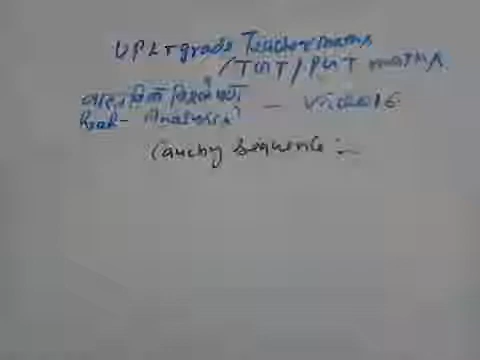 UP LT grade Teacher maths
/TGT/PGT maths
वास्तविक विश्लेषण — Video 16
Real-Analysis
Cauchy Sequence :-